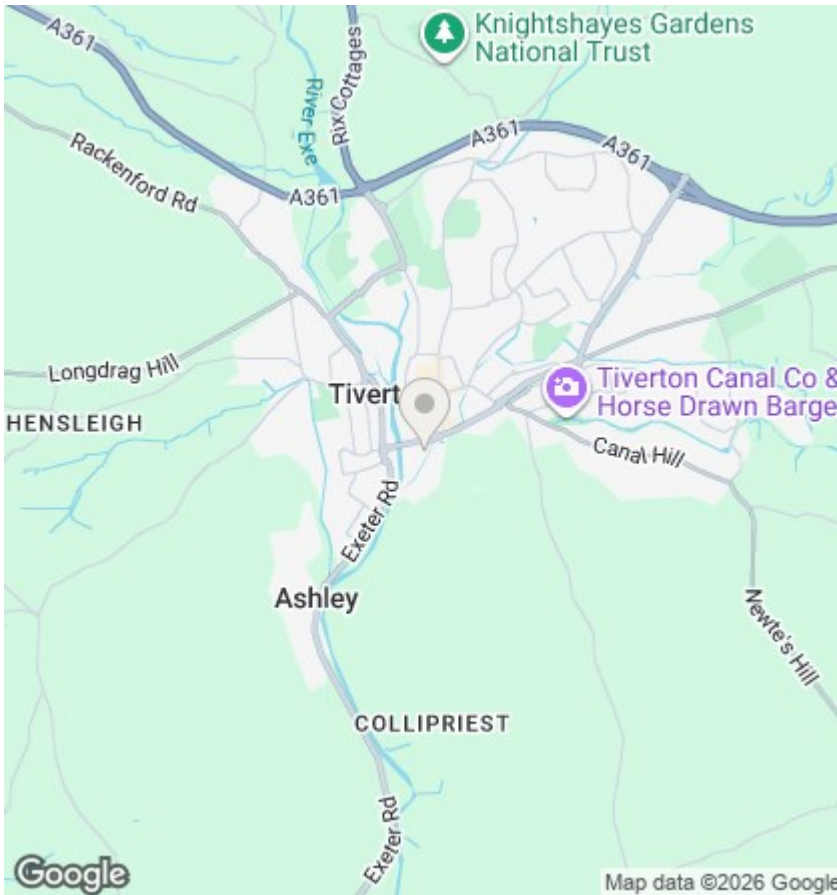 A361
Knightshayes Gardens
National Trust
River Exe
Rix Cottages
A361
A361
Rackenford Rd
A361
Longdrag Hill
Tivert
Tiverton Canal Co &
Horse Drawn Barge
HENSLEIGH
Canal Hill
Exeter Rd
Ashley
Newte's Hill
COLLIPRIEST
Exeter Rd
Google
Map data ©2026 Google